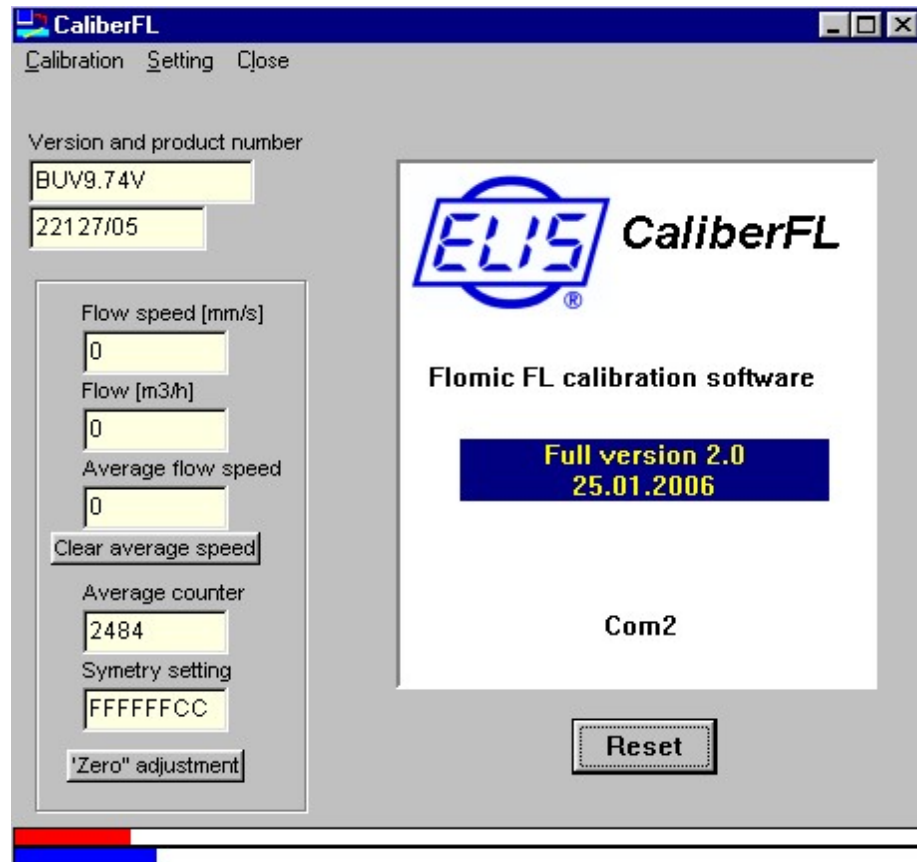 CaliberFL
Calibration Setting Close
Version and product number
BUV9.74V
22127/05
Flow speed [mm/s]
0
Flow [m3/h]
0
Average flow speed
0
Clear average speed
Average counter
2484
Symetry setting
FFFFFFCC
'Zero" adjustment
ELIS
®
CaliberFL
Flomic FL calibration software
Full version 2.0
25.01.2006
Com2
Reset